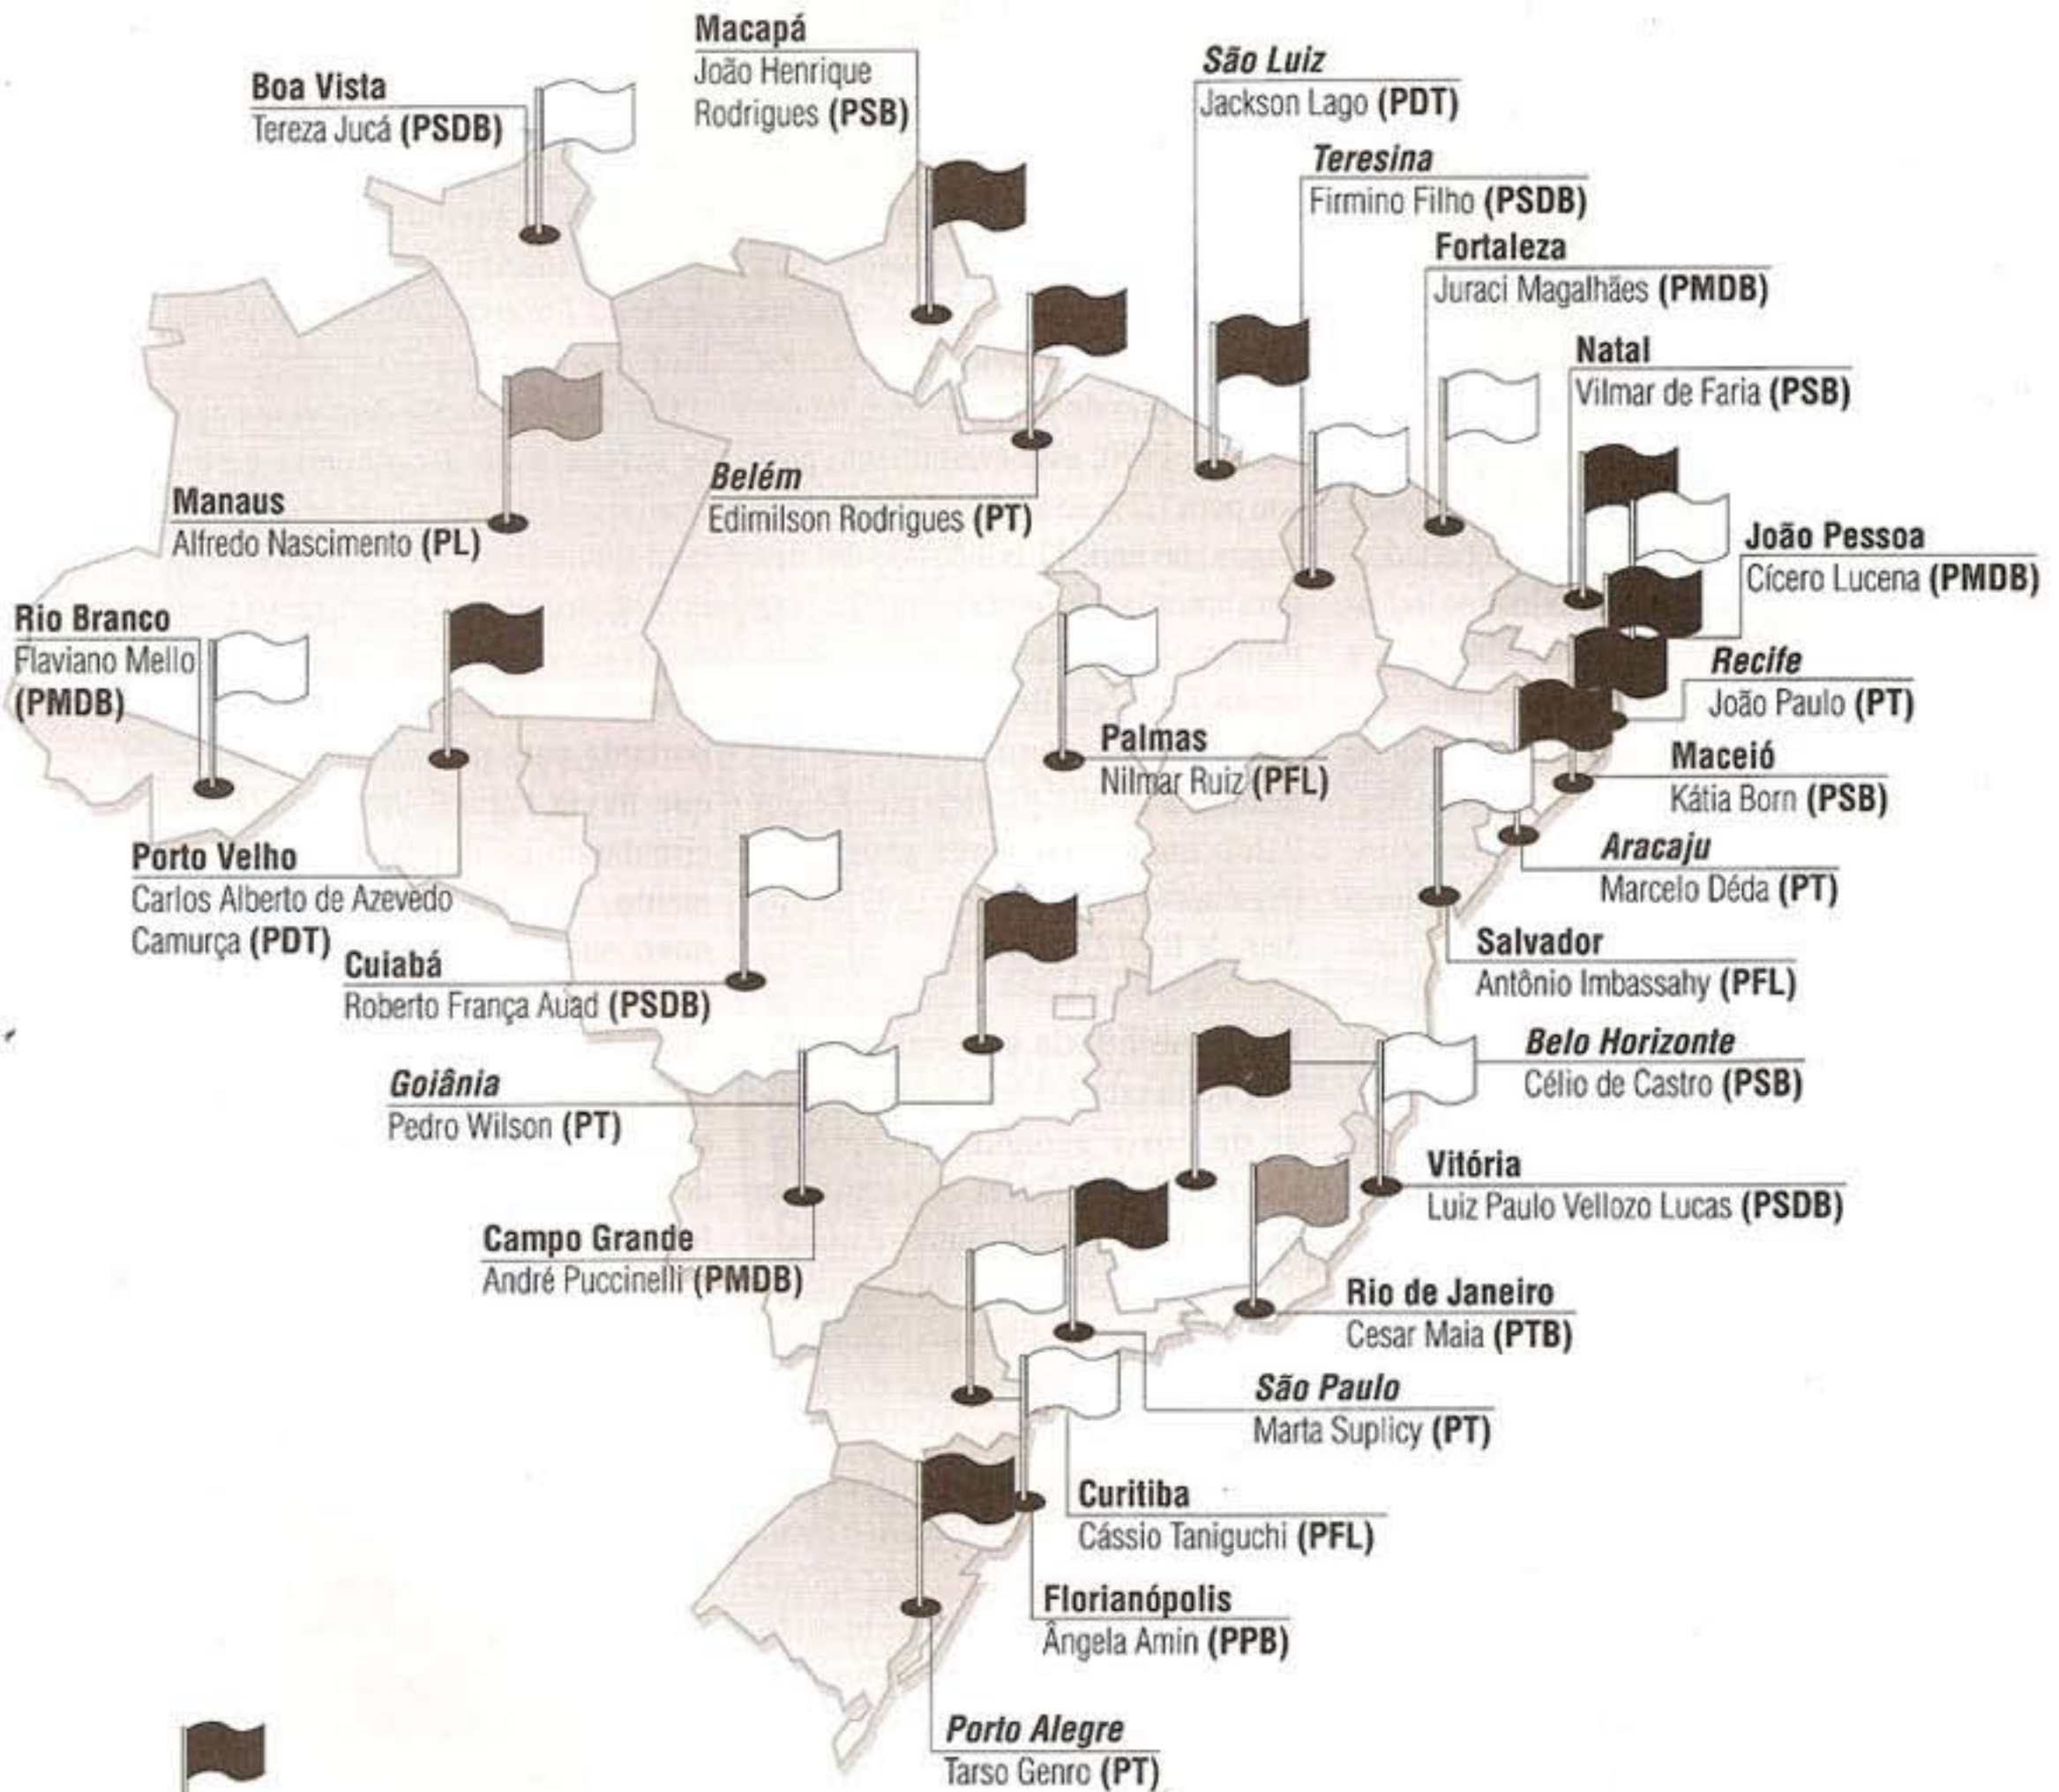 Macapá
João Henrique
Rodrigues (PSB)
Boa Vista
Tereza Jucá (PSDB)
São Luiz
Jackson Lago (PDT)
Teresina
Firmino Filho (PSDB)
Fortaleza
Juraci Magalhães (PMDB)
Natal
Vilmar de Faria (PSB)
Belém
Edimilson Rodrigues (PT)
Manaus
Alfredo Nascimento (PL)
João Pessoa
Cícero Lucena (PMDB)
Rio Branco
Flaviano Mello
(PMDB)
Recife
João Paulo (PT)
Palmas
Nilmar Ruiz (PFL)
Maceió
Kátia Born (PSB)
Porto Velho
Carlos Alberto de Azevedo
Camurça (PDT)
Aracaju
Marcelo Déda (PT)
Cuiabá
Roberto França Auad (PSDB)
Salvador
Antônio Imbassahy (PFL)
Goiânia
Pedro Wilson (PT)
Belo Horizonte
Célio de Castro (PSB)
Vitória
Luiz Paulo Vellozo Lucas (PSDB)
Campo Grande
André Puccinelli (PMDB)
Rio de Janeiro
Cesar Maia (PTB)
São Paulo
Marta Suplicy (PT)
Curitiba
Cássio Taniguchi (PFL)
Florianópolis
Ângela Amin (PPB)
Porto Alegre
Tarso Genro (PT)